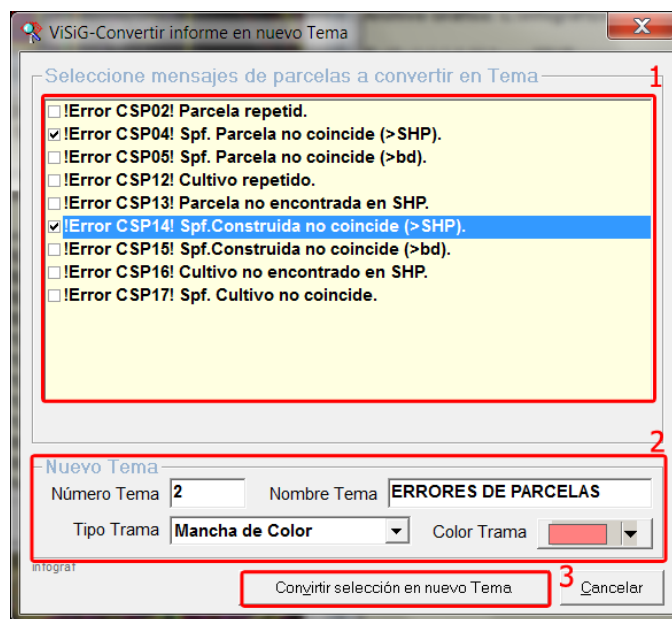 ViSiG-Convertir informe en nuevo Tema
X
Seleccione mensajes de parcelas a convertir en Tema
1
!Error CSP02! Parcela repetid.
!Error CSP04! Spf. Parcela no coincide (>SHP).
!Error CSP05! Spf. Parcela no coincide (>bd).
!Error CSP12! Cultivo repetido.
!Error CSP13! Parcela no encontrada en SHP.
!Error CSP14! Spf.Construida no coincide (>SHP).
!Error CSP15! Spf.Construida no coincide (>bd).
!Error CSP16! Cultivo no encontrado en SHP.
!Error CSP17! Spf. Cultivo no coincide.
2
Nuevo Tema
Número Tema 2 Nombre Tema ERRORES DE PARCELAS
Tipo Trama Mancha de Color Color Trama
infograf
Convirtir selección en nuevo Tema 3 Cancelar